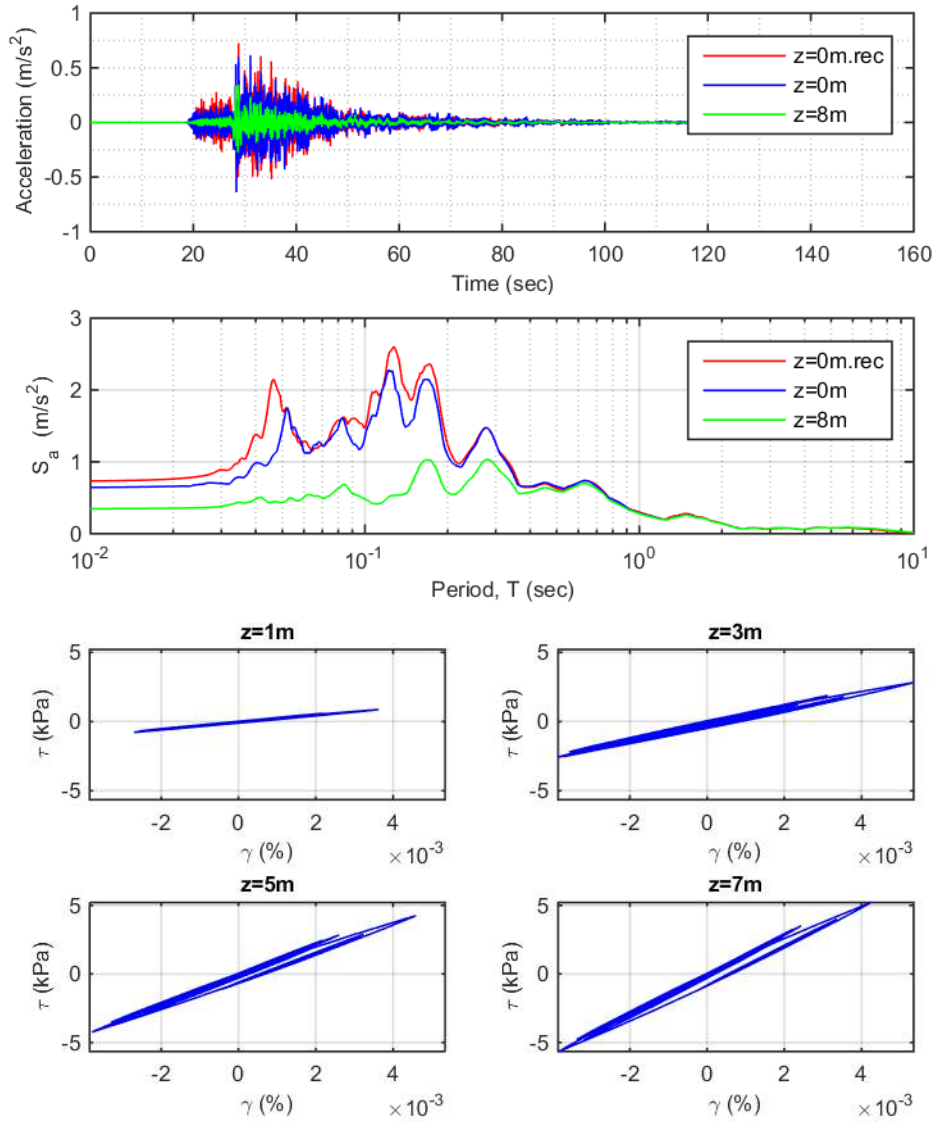 1
0.5
0
-0.5
-1
Acceleration (m/s²)
z=0m.rec
z=0m
z=8m
0 20 40 60 80 100 120 140 160
Time (sec)
3
2
1
0
Sₐ (m/s²)
z=0m.rec
z=0m
z=8m
10⁻² 10⁻¹ 10⁰ 10¹
Period, T (sec)
z=1m
5
0
-5
τ (kPa)
-2 0 2 4
γ (%)
×10⁻³
z=3m
5
0
-5
τ (kPa)
-2 0 2 4
γ (%)
×10⁻³
z=5m
5
0
-5
τ (kPa)
-2 0 2 4
γ (%)
×10⁻³
z=7m
5
0
-5
τ (kPa)
-2 0 2 4
γ (%)
×10⁻³